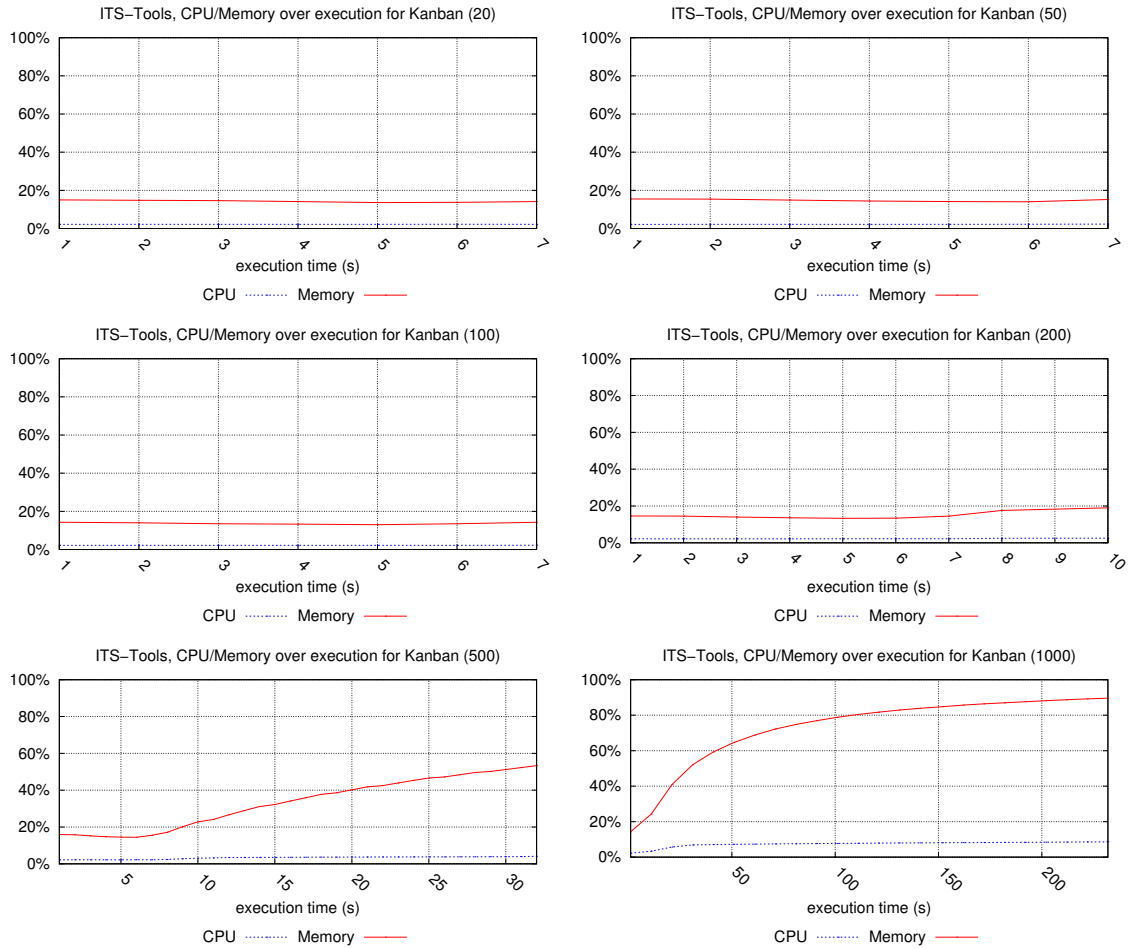 ITS−Tools, CPU/Memory over execution for Kanban (20)
100%
80%
60%
40%
20%
0%
1 2 3 4 5 6 7
execution time (s)
CPU Memory
ITS−Tools, CPU/Memory over execution for Kanban (50)
100%
80%
60%
40%
20%
0%
1 2 3 4 5 6 7
execution time (s)
CPU Memory
ITS−Tools, CPU/Memory over execution for Kanban (100)
100%
80%
60%
40%
20%
0%
1 2 3 4 5 6 7
execution time (s)
CPU Memory
ITS−Tools, CPU/Memory over execution for Kanban (200)
100%
80%
60%
40%
20%
0%
1 2 3 4 5 6 7 8 9 10
execution time (s)
CPU Memory
ITS−Tools, CPU/Memory over execution for Kanban (500)
100%
80%
60%
40%
20%
0%
5 10 15 20 25 30
execution time (s)
CPU Memory
ITS−Tools, CPU/Memory over execution for Kanban (1000)
100%
80%
60%
40%
20%
0%
50 100 150 200
execution time (s)
CPU Memory